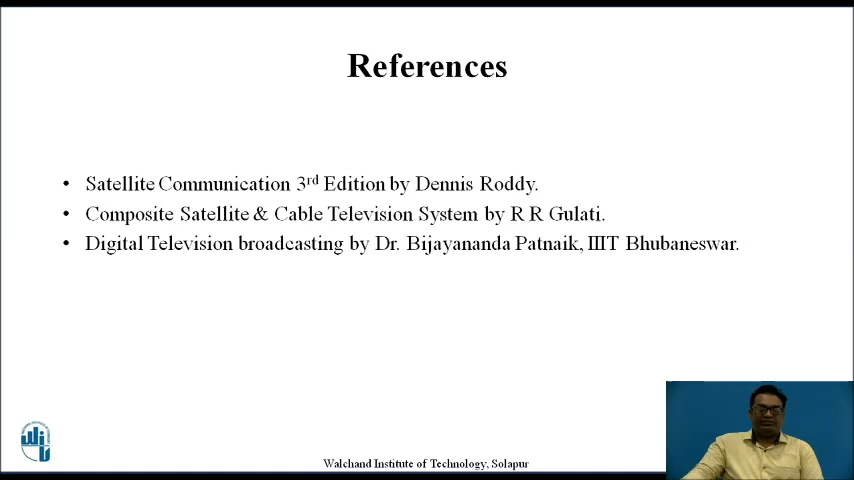 References
• Satellite Communication 3rd Edition by Dennis Roddy.
• Composite Satellite & Cable Television System by R R Gulati.
• Digital Television broadcasting by Dr. Bijayananda Patnaik, IIIT Bhubaneswar.
Walchand Institute of Technology, Solapur